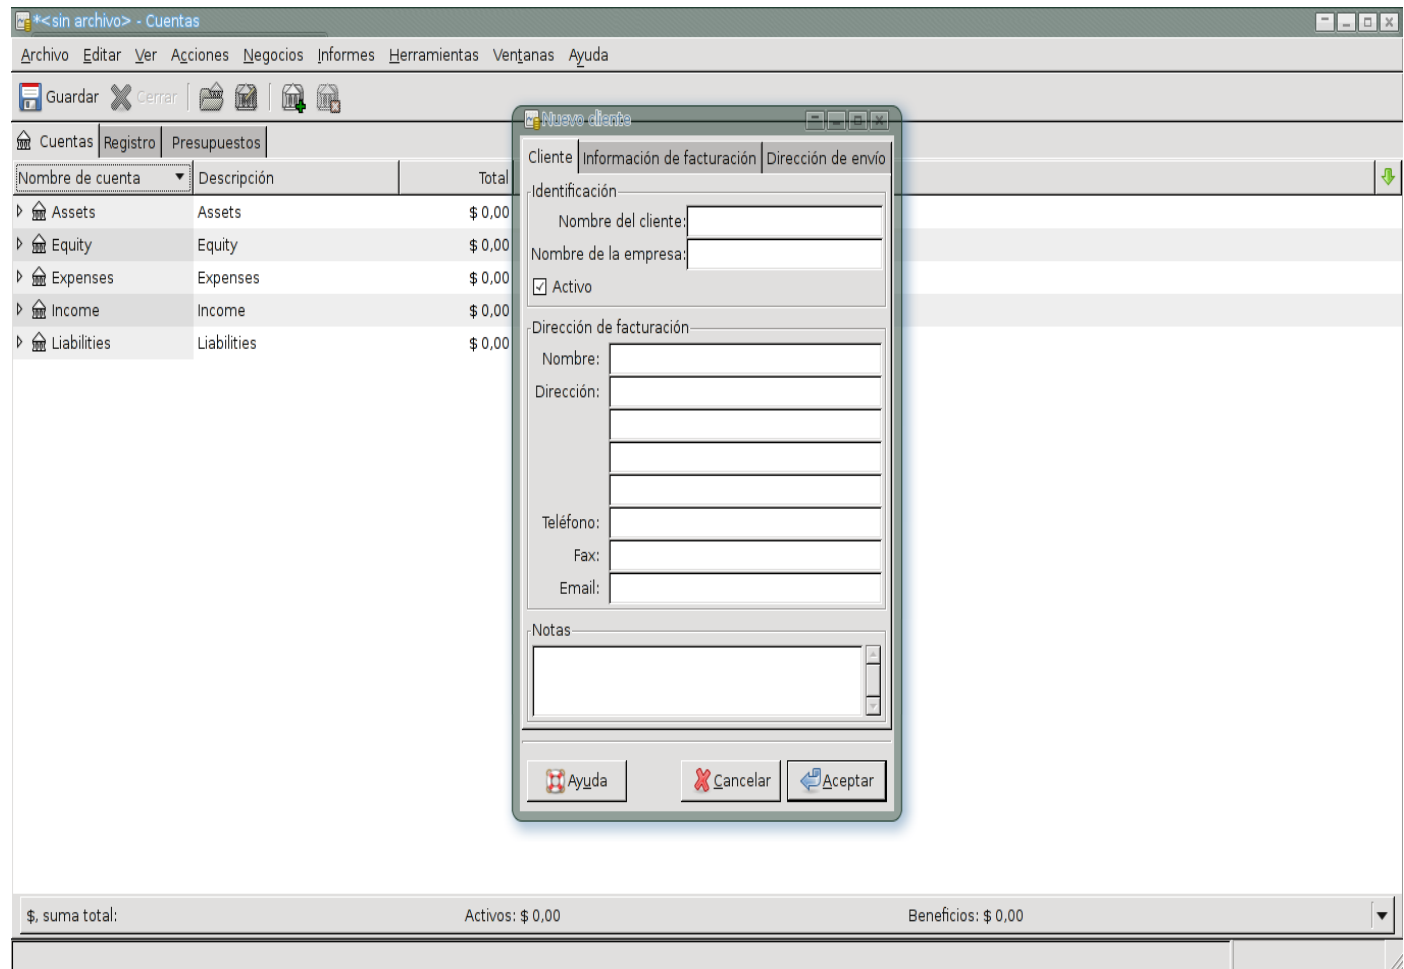 *<sin archivo> - Cuentas
Archivo Editar Ver Acciones Negocios Informes Herramientas Ventanas Ayuda
Guardar Cerrar
Cuentas Registro Presupuestos
Nombre de cuenta Descripción Total
Assets Assets $ 0,00
Equity Equity $ 0,00
Expenses Expenses $ 0,00
Income Income $ 0,00
Liabilities Liabilities $ 0,00
Nuevo cliente
Cliente Información de facturación Dirección de envío
Identificación
Nombre del cliente:
Nombre de la empresa:
Activo
Dirección de facturación
Nombre:
Dirección:
Teléfono:
Fax:
Email:
Notas
Ayuda Cancelar Aceptar
$, suma total: Activos: $ 0,00 Beneficios: $ 0,00